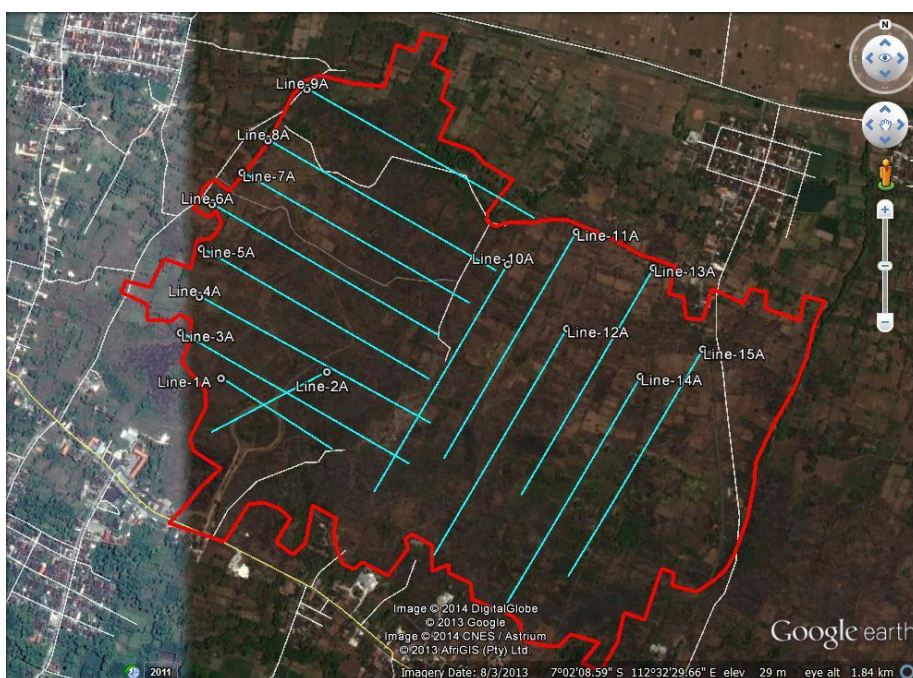 N
Line-9A
Line-8A
Line-7A
Line-6A
Line-11A
Line-5A
Line-10A
Line-13A
Line-4A
Line-3A
Line-12A
Line-15A
Line-1A
Line-2A
Line-14A
Image © 2014 DigitalGlobe
© 2013 Google
Image © 2014 CNES / Astrium
© 2013 AfriGIS (Pty) Ltd.
Google earth
2011
Imagery Date: 8/3/2013 7°02'08.59" S 112°32'29.66" E elev 29 m eye alt 1.84 km